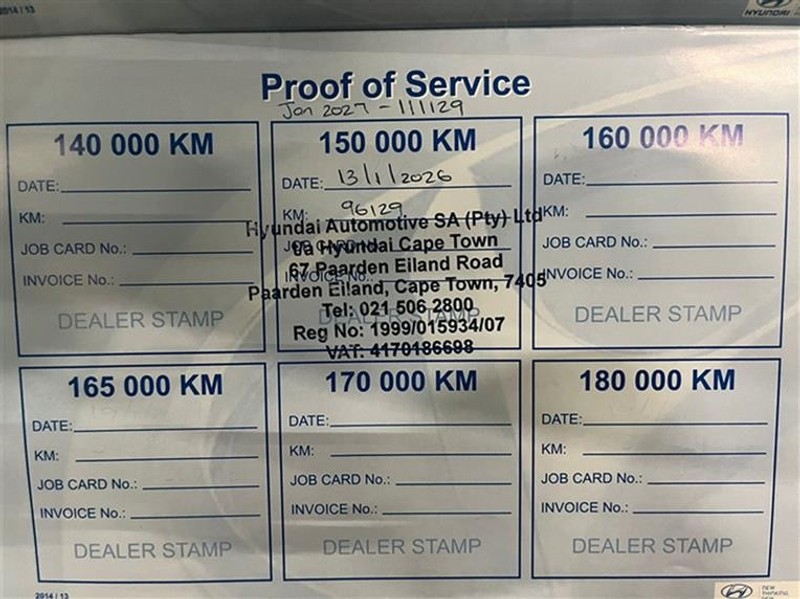 2014 / 13
HYUNDAI
Proof of Service
Jan 2027 - 111129
140 000 KM
DATE:
KM:
JOB CARD No.:
INVOICE No.:
DEALER STAMP
150 000 KM
DATE: 13/1/2026
KM: 96129
Hyundai Automotive SA (Pty) Ltd
t/a Hyundai Cape Town
67 Paarden Eiland Road
INVOICE No.:
Paarden Eiland, Cape Town, 7405
Tel: 021 506 2800
DEALER STAMP
Reg No: 1999/015934/07
VAT: 4170186698
160 000 KM
DATE:
KM:
JOB CARD No.:
INVOICE No.:
DEALER STAMP
165 000 KM
DATE:
KM:
JOB CARD No.:
INVOICE No.:
DEALER STAMP
170 000 KM
DATE:
KM:
JOB CARD No.:
INVOICE No.:
DEALER STAMP
180 000 KM
DATE:
KM:
JOB CARD No.:
INVOICE No.:
DEALER STAMP
2014 / 13
NEW
THINKING.